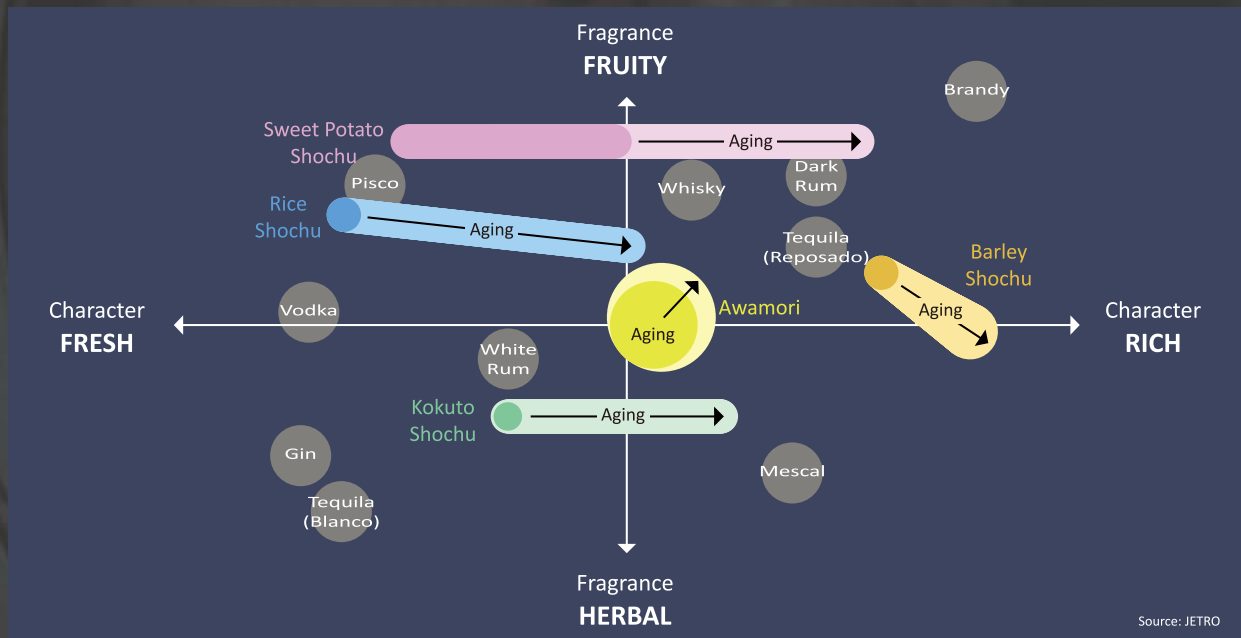 Fragrance
FRUITY
Brandy
Sweet Potato
Shochu
Aging
Pisco
Whisky
Dark
Rum
Rice
Shochu
Aging
Tequila
(Reposado)
Barley
Shochu
Aging
Character
FRESH
Vodka
Awamori
Aging
Character
RICH
White
Rum
Kokuto
Shochu
Aging
Gin
Mescal
Tequila
(Blanco)
Fragrance
HERBAL
Source: JETRO